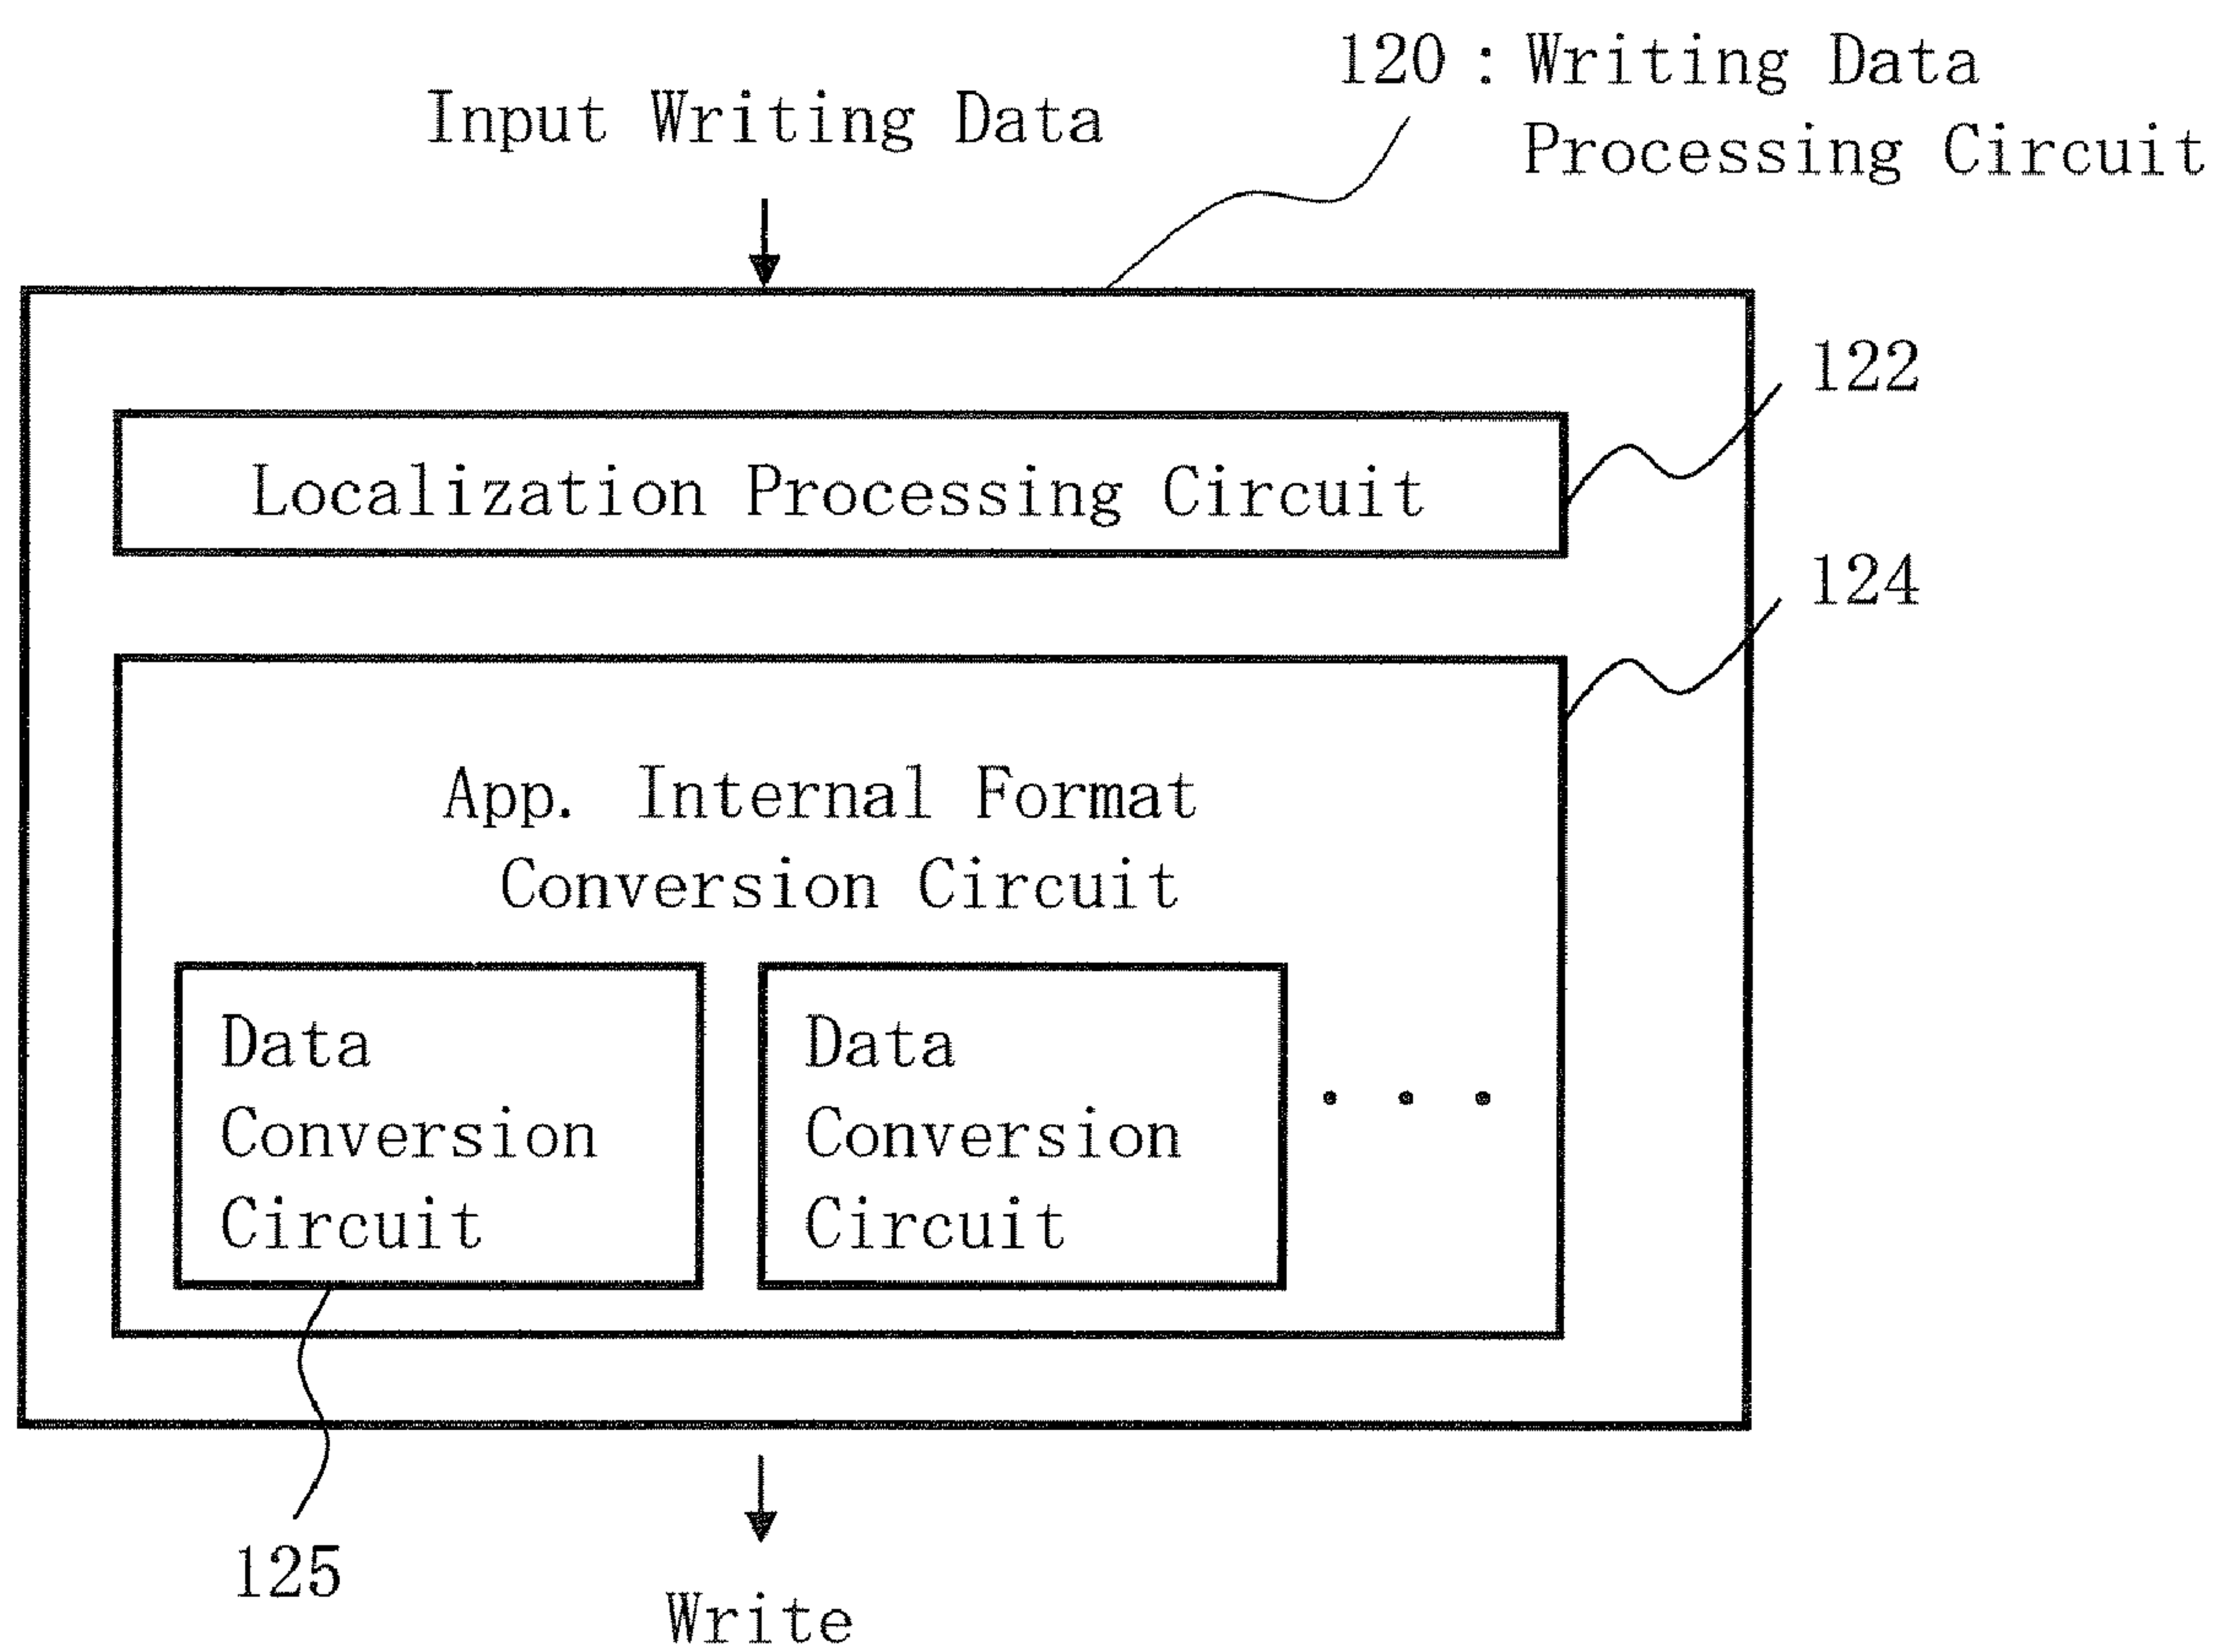 120 : Writing Data
Processing Circuit
Input Writing Data
122
Localization Processing Circuit
124
App. Internal Format
Conversion Circuit
Data
Conversion
Circuit
Data
Conversion
Circuit
. . .
125
Write